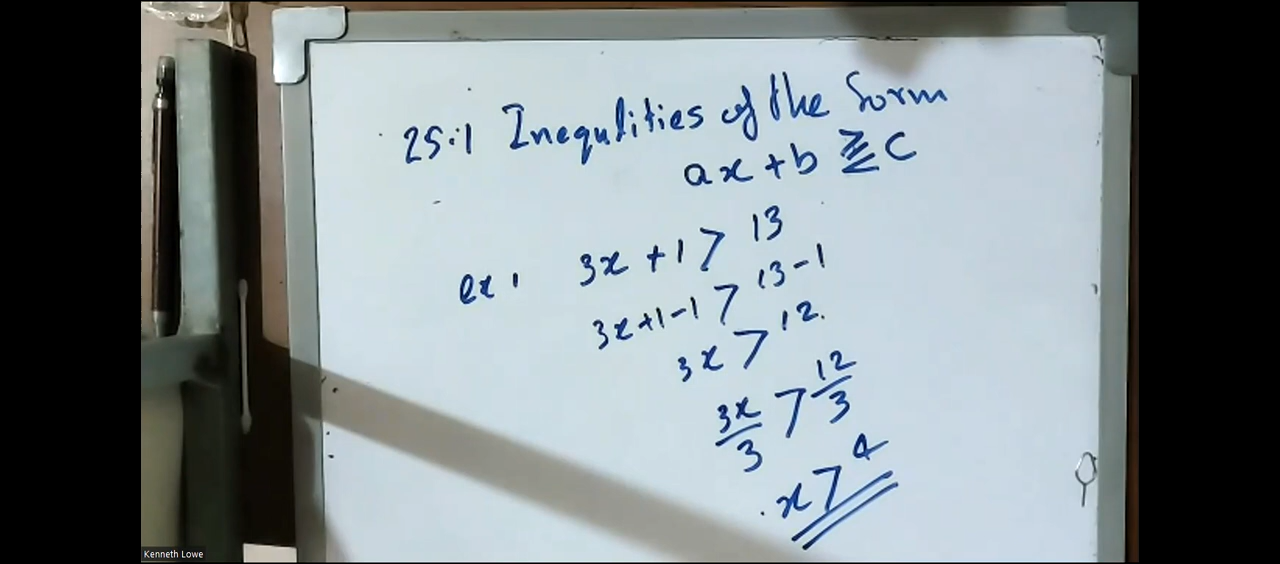 25.1 Inequlities of the form
ax + b ⋛ C
ex 1 3x + 1 > 13
3x+1-1 > 13-1
3x > 12.
3x/3 > 12/3
x > 4
Kenneth Lowe